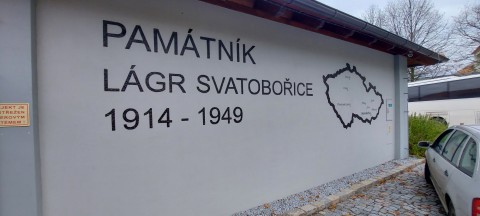 PAMÁTNÍK
LÁGR SVATOBOŘICE
1914 - 1949